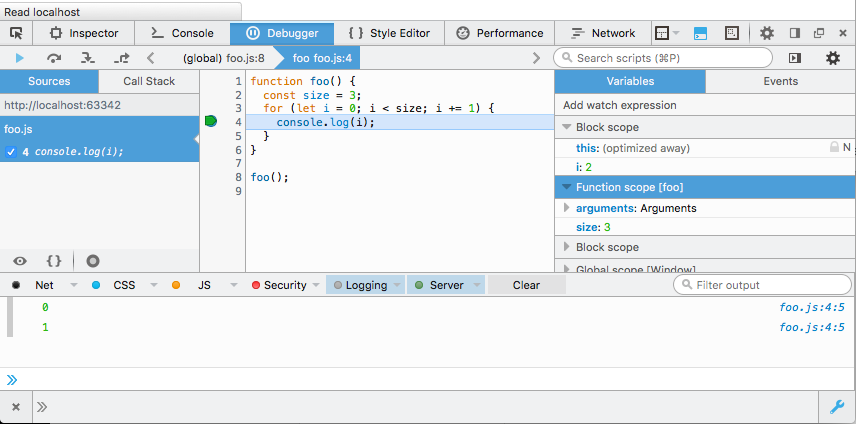 Read localhost
Inspector Console Debugger Style Editor Performance Network
(global) foo.js:8 foo foo.js:4 Search scripts (⌘P)
Sources Call Stack
http://localhost:63342
foo.js
4 console.log(i);
1 function foo() {
2   const size = 3;
3   for (let i = 0; i < size; i += 1) {
4     console.log(i);
5   }
6 }
7
8 foo();
9
Variables Events
Add watch expression
Block scope
this: (optimized away) N
i: 2
Function scope [foo]
arguments: Arguments
size: 3
Block scope
Global scope [Window]
{}
Net CSS JS Security Logging Server Clear Filter output
0 foo.js:4:5
1 foo.js:4:5